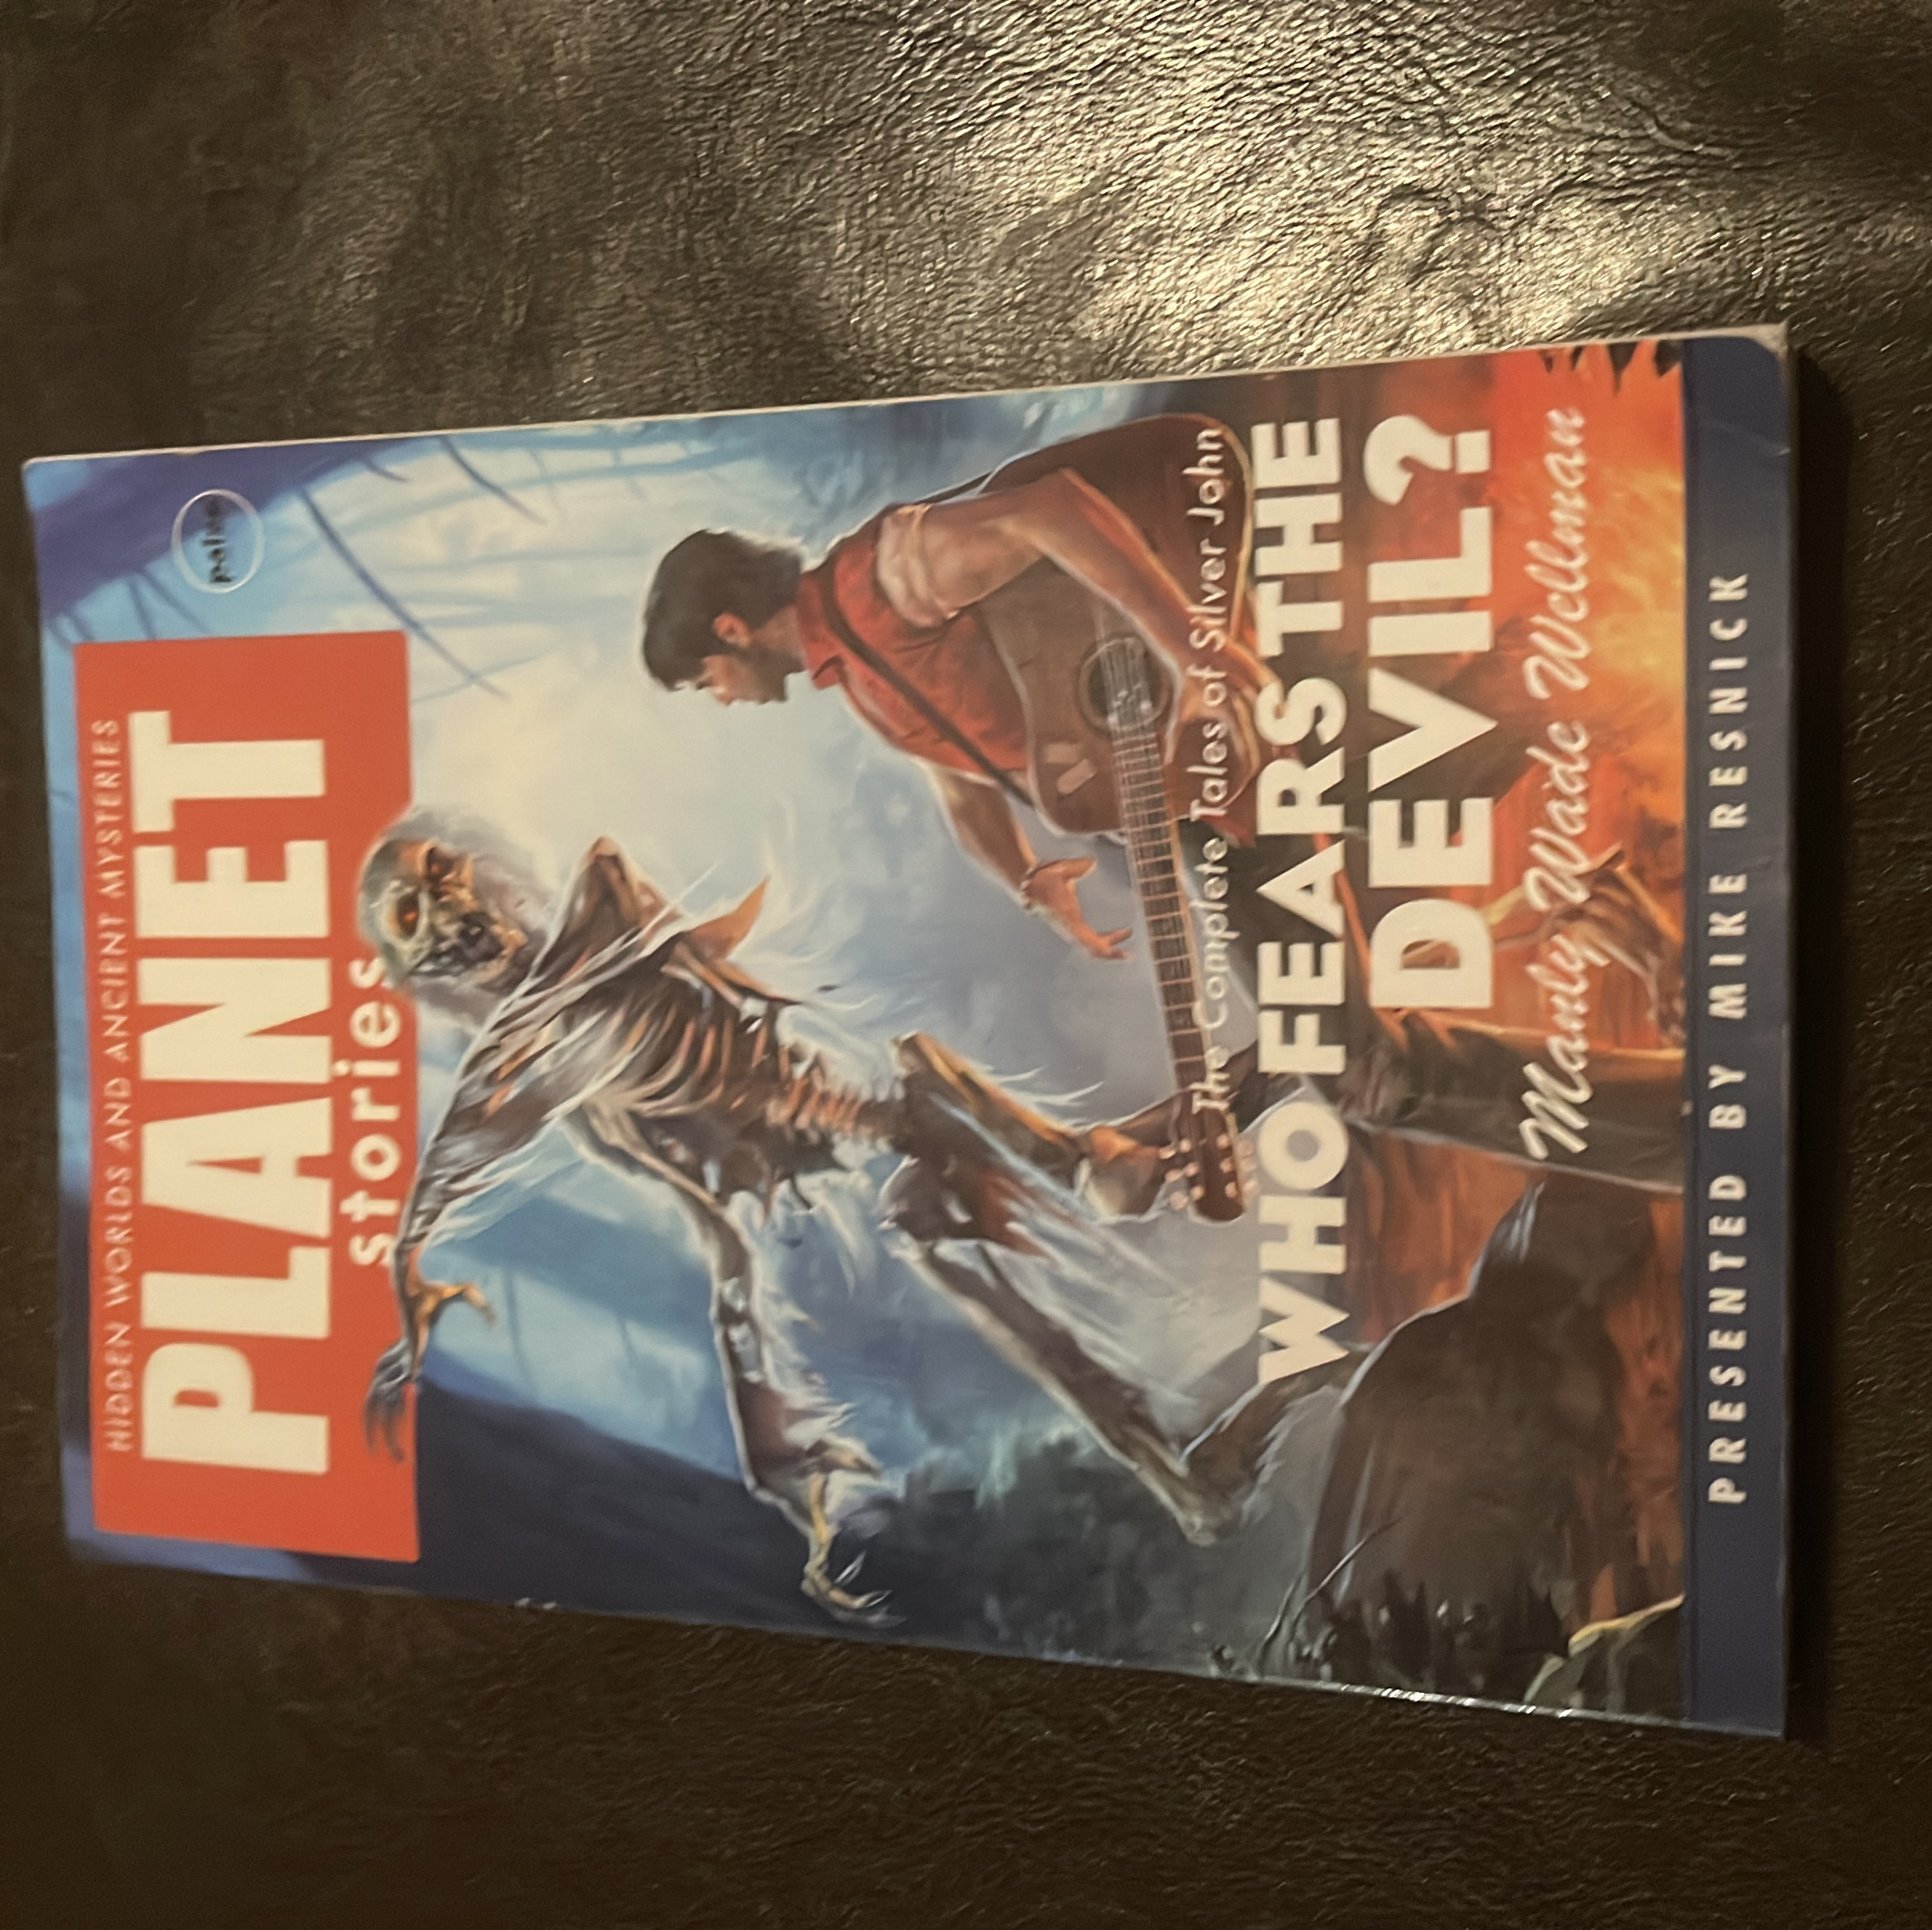 HIDDEN WORLDS AND ANCIENT MYSTERIES
PLANET
stories
paizo
The Complete Tales of Silver John
WHO FEARS THE
DEVIL?
Manly Wade Wellman
PRESENTED BY MIKE RESNICK